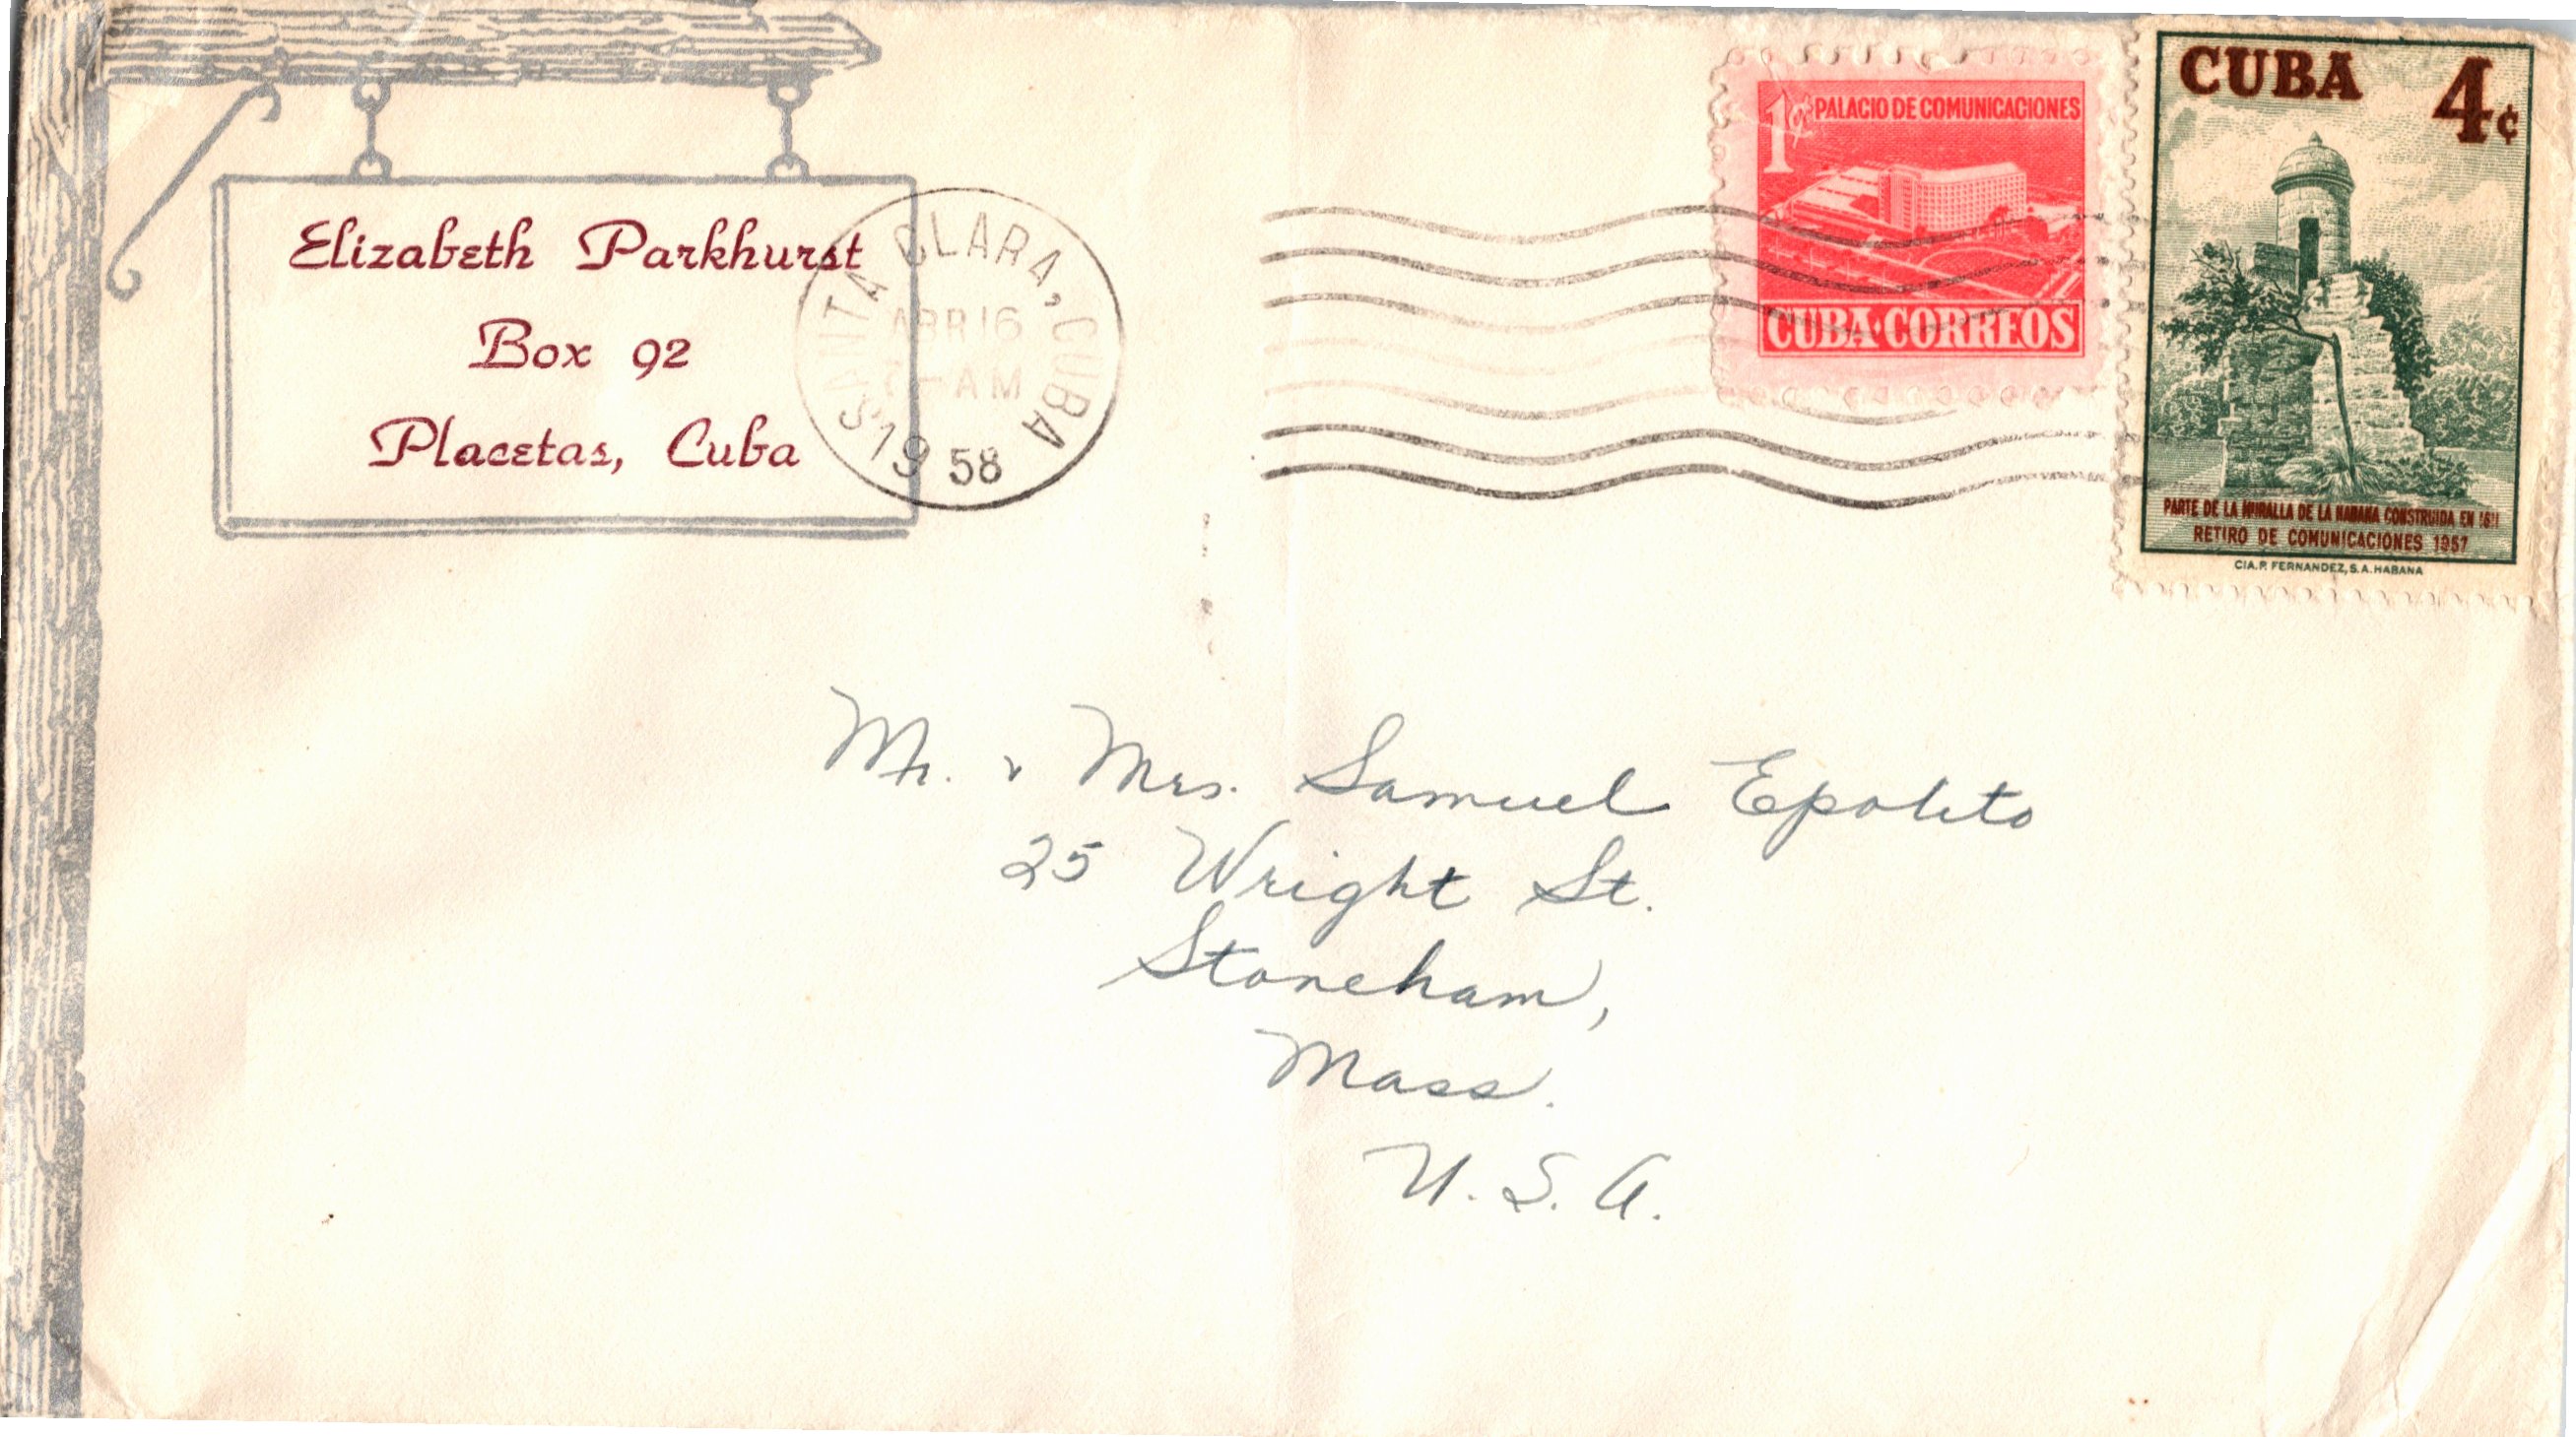 Elizabeth Parkhurst
Box 92
Placetas, Cuba
SANTA CLARA, CUBA
ABR 16
AM
1958
1¢ PALACIO DE COMUNICACIONES
CUBA·CORREOS
CUBA 4¢
PARTE DE LA MURALLA DE LA HABANA CONSTRUIDA EN
RETIRO DE COMUNICACIONES 1957
CIA. P. FERNANDEZ, S.A. HABANA
Mr. & Mrs. Samuel Epolito
25 Wright St.
Stoneham,
Mass.
U.S.A.